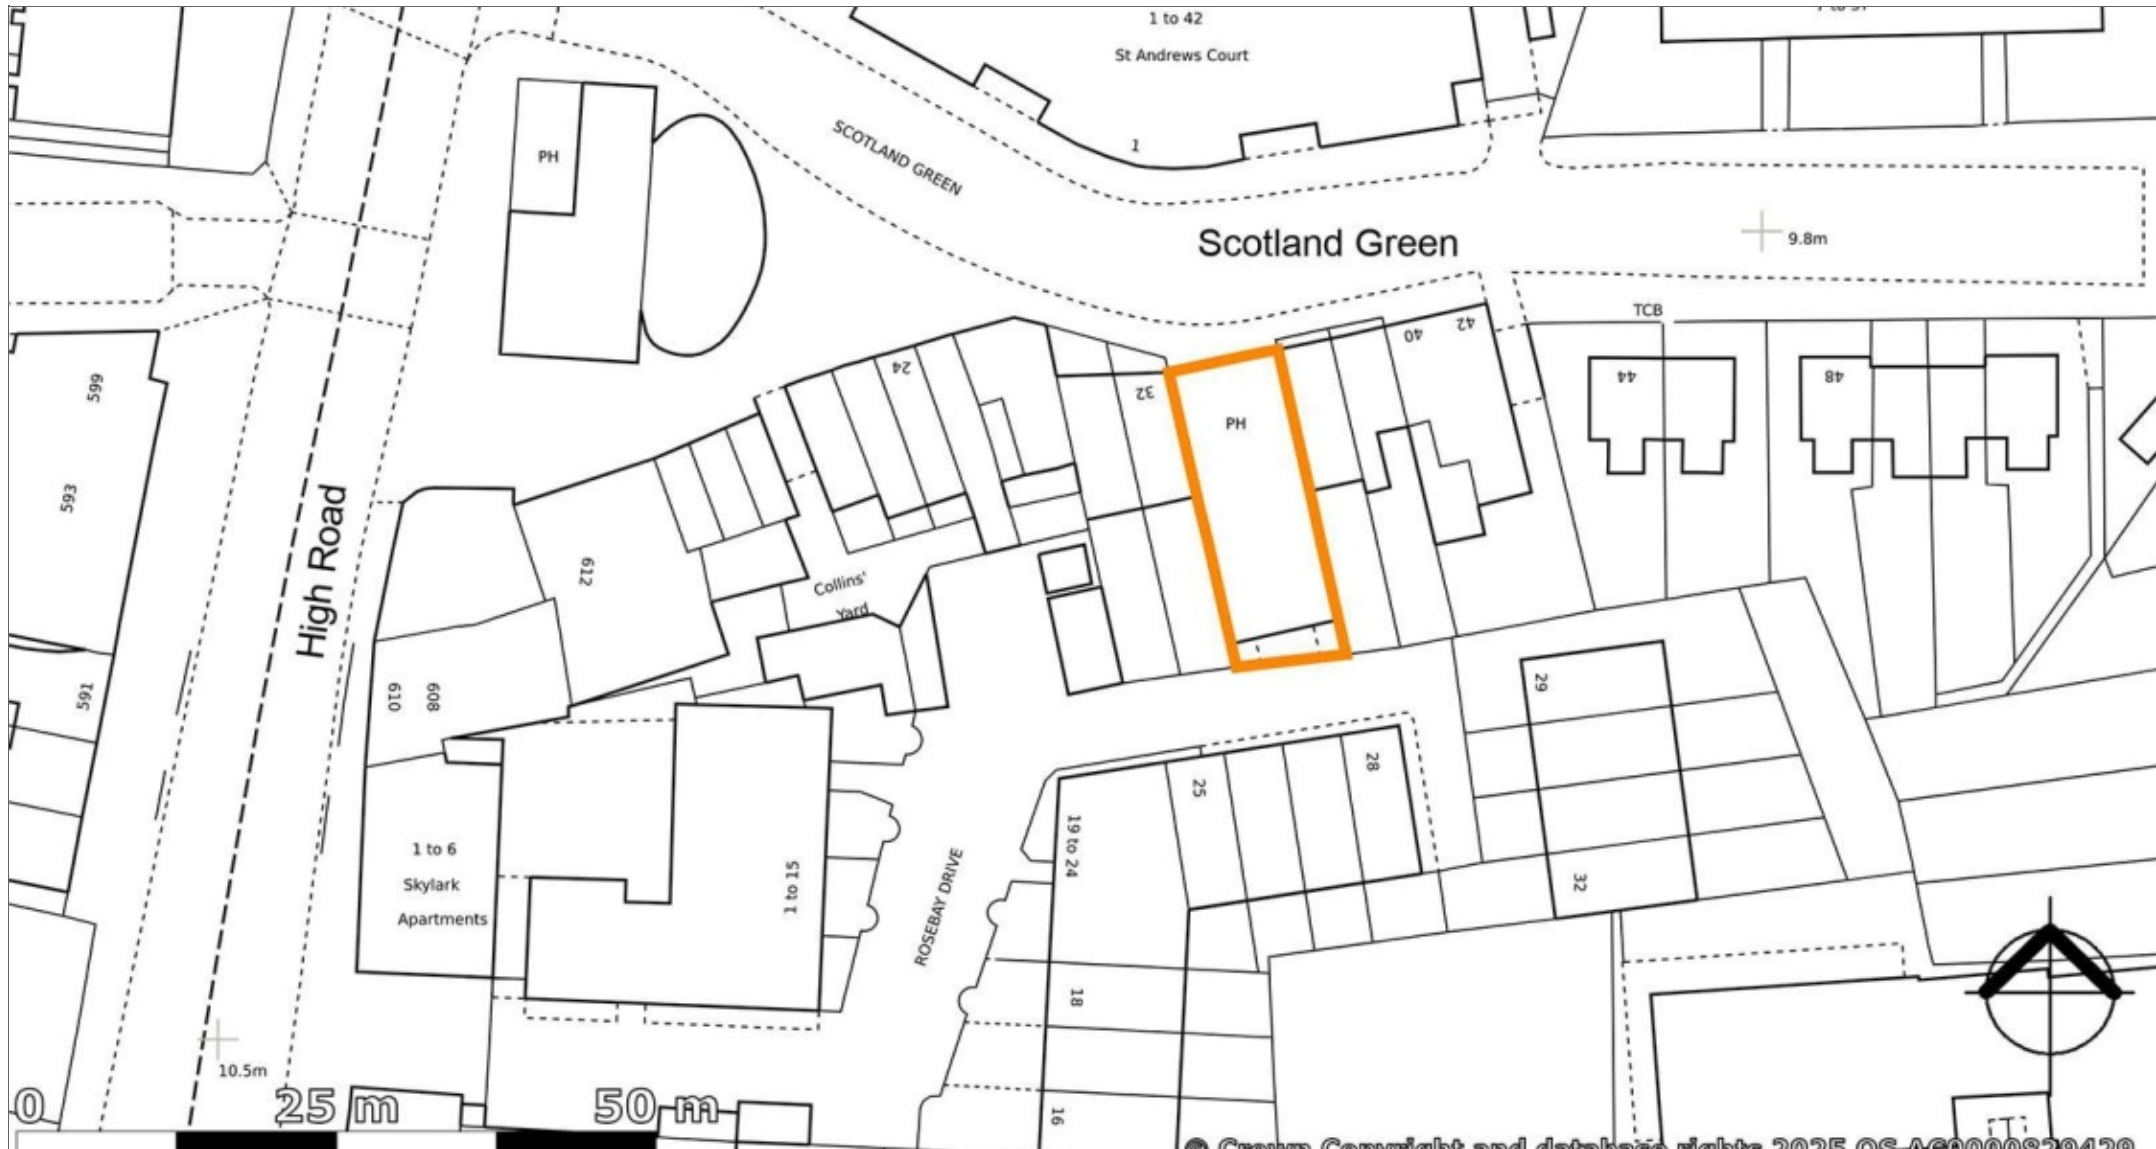 1 to 42
St Andrews Court
PH
SCOTLAND GREEN
1
Scotland Green
9.8m
TCB
599
24
32
PH
40
42
44
48
593
High Road
612
Collins'
Yard
591
610
608
29
25
28
19 to 24
1 to 6
Skylark
Apartments
1 to 15
ROSEBAY DRIVE
32
18
10.5m
16
0
25 m
50 m
© Crown Copyright and database rights 2025 OS